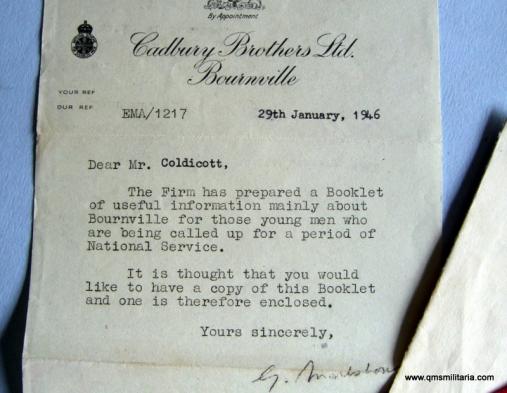 By Appointment
Cadbury Brothers Ltd.
Bournville
YOUR REF
OUR REF EMA/1217 29th January, 1946
Dear Mr. Coldicott,
The Firm has prepared a Booklet
of useful information mainly about
Bournville for those young men who
are being called up for a period of
National Service.
It is thought that you would
like to have a copy of this Booklet
and one is therefore enclosed.
Yours sincerely,
www.qmsmilitaria.com